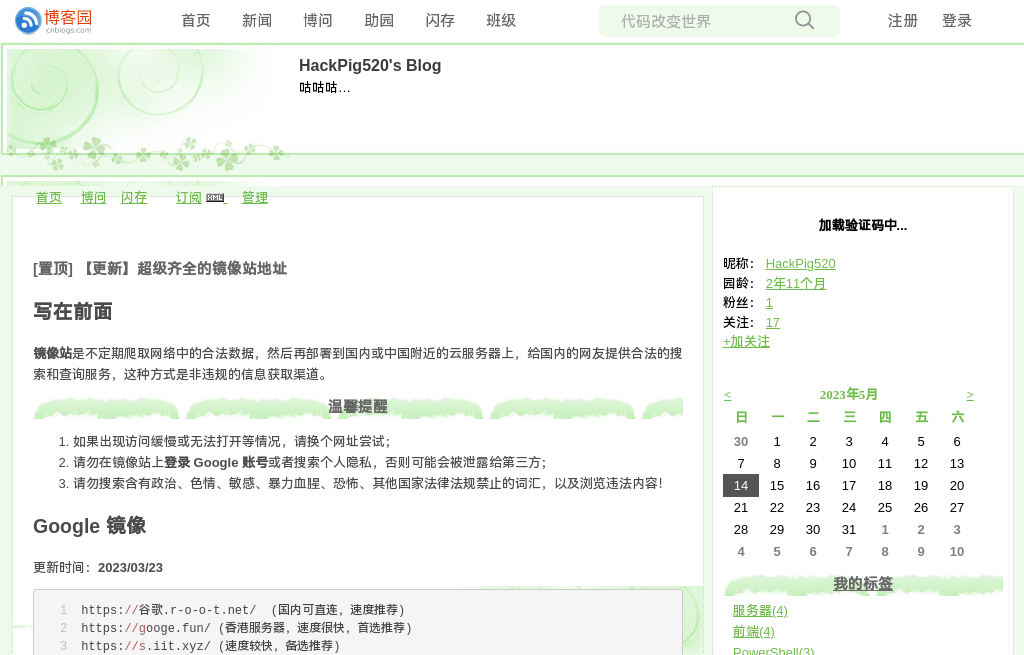 博客园
cnblogs.com
首页 新闻 博问 助园 闪存 班级 代码改变世界 注册 登录
HackPig520's Blog
咕咕咕…
首页 博问 闪存 订阅 XML 管理
[置顶] 【更新】超级齐全的镜像站地址
写在前面
镜像站是不定期爬取网络中的合法数据，然后再部署到国内或中国附近的云服务器上，给国内的网友提供合法的搜
索和查询服务，这种方式是非违规的信息获取渠道。
温馨提醒
1. 如果出现访问缓慢或无法打开等情况，请换个网址尝试；
2. 请勿在镜像站上登录 Google 账号或者搜索个人隐私，否则可能会被泄露给第三方；
3. 请勿搜索含有政治、色情、敏感、暴力血腥、恐怖、其他国家法律法规禁止的词汇，以及浏览违法内容！
Google 镜像
更新时间：2023/03/23
1 https://谷歌.r-o-o-t.net/ （国内可直连，速度推荐）
2 https://googe.fun/ (香港服务器，速度很快，首选推荐)
3 https://s.iit.xyz/ (速度较快，备选推荐)
加载验证码中...
昵称： HackPig520
园龄： 2年11个月
粉丝： 1
关注： 17
+加关注
< 2023年5月 >
日 一 二 三 四 五 六
30 1 2 3 4 5 6
7 8 9 10 11 12 13
14 15 16 17 18 19 20
21 22 23 24 25 26 27
28 29 30 31 1 2 3
4 5 6 7 8 9 10
我的标签
服务器(4)
前端(4)
PowerShell(3)